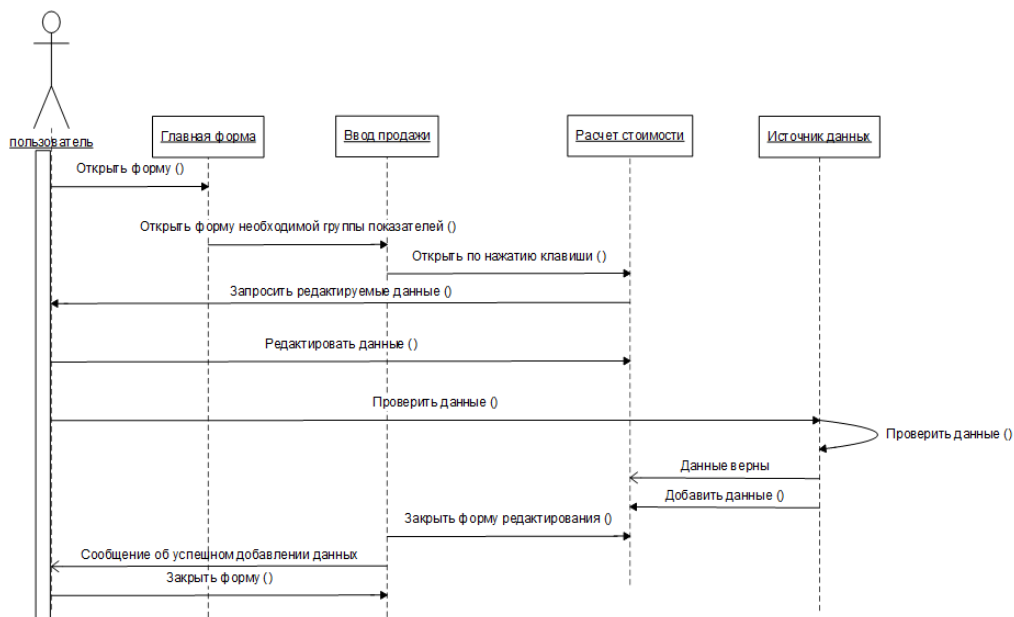 пользователь
Главная форма
Ввод продажи
Расчет стоимости
Источник данных
Открыть форму ()
Открыть форму необходимой группы показателей ()
Открыть по нажатию клавиши ()
Запросить редактируемые данные ()
Редактировать данные ()
Проверить данные ()
Проверить данные ()
Данные верны
Добавить данные ()
Закрыть форму редактирования ()
Сообщение об успешном добавлении данных
Закрыть форму ()